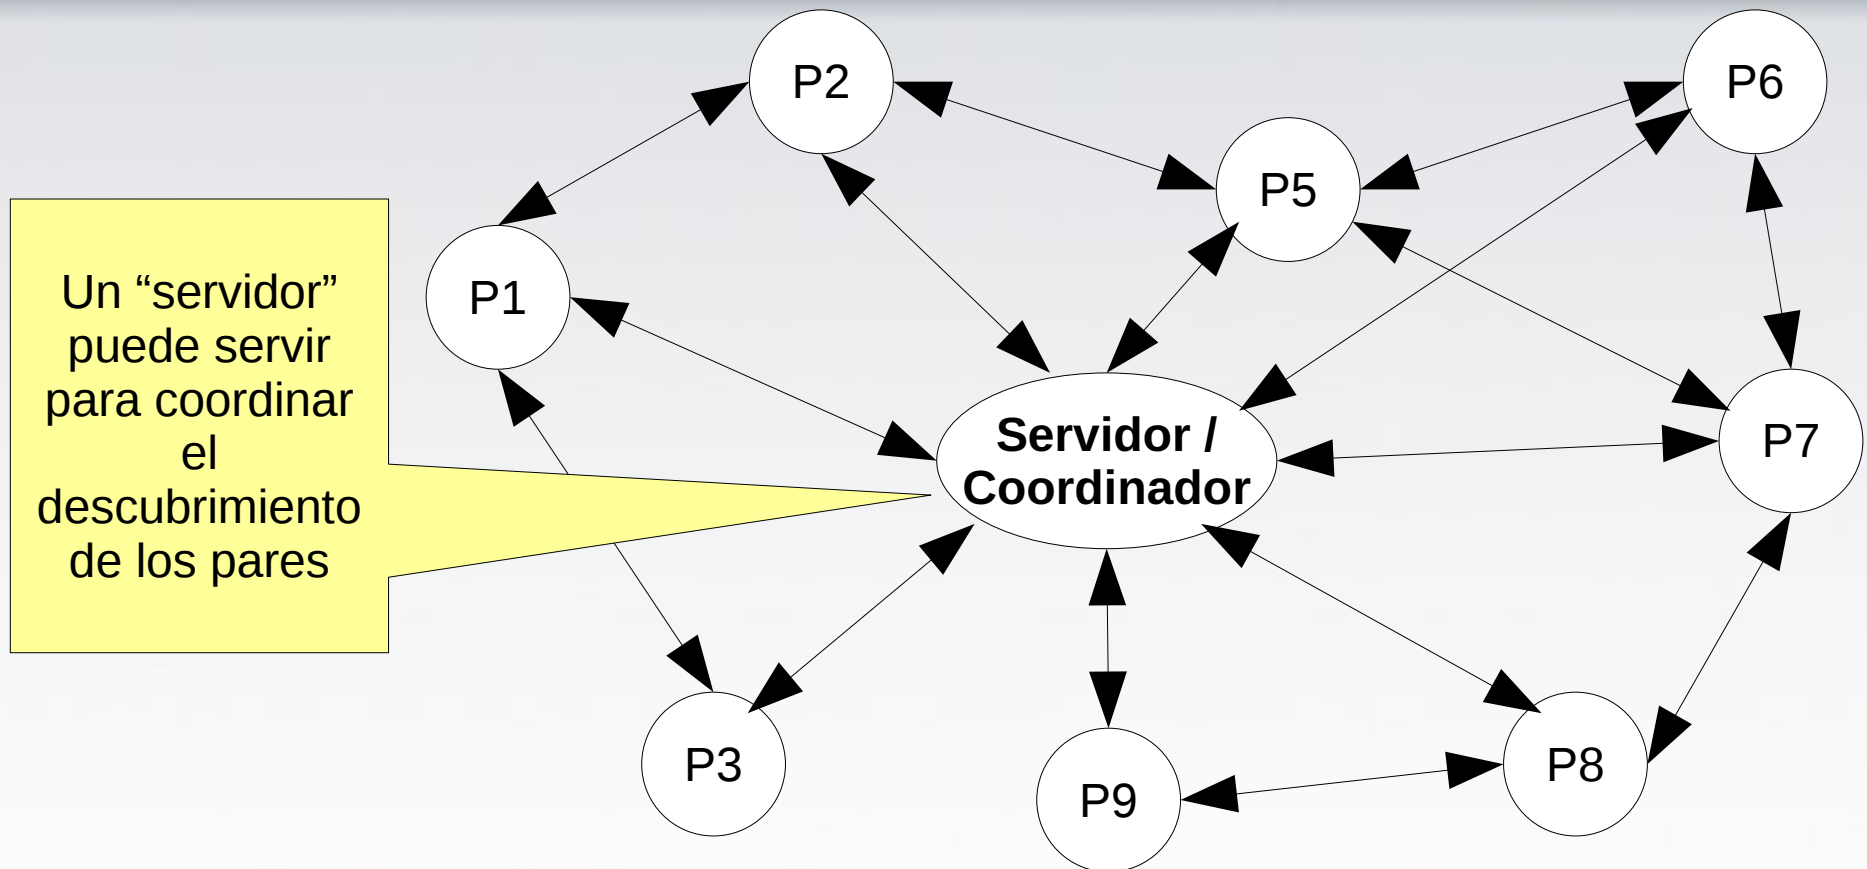 P2
P6
P5
Un “servidor”
puede servir
para coordinar
el
descubrimiento
de los pares
P1
Servidor /
Coordinador
P7
P3
P9
P8